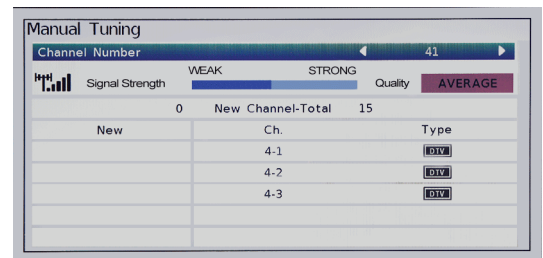 Manual Tuning
Channel Number 41
Signal Strength WEAK STRONG Quality AVERAGE
0 New Channel-Total 15
New Ch. Type
4-1 DTV
4-2 DTV
4-3 DTV